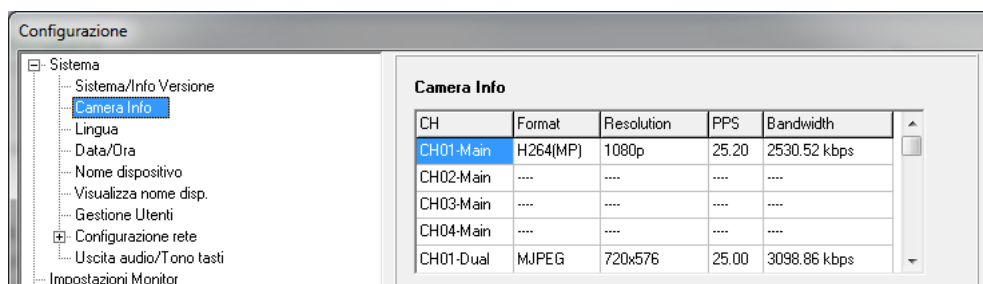 Configurazione
Sistema
Sistema/Info Versione
Camera Info
Lingua
Data/Ora
Nome dispositivo
Visualizza nome disp.
Gestione Utenti
Configurazione rete
Uscita audio/Tono tasti
Impostazioni Monitor
Camera Info
CH Format Resolution PPS Bandwidth
CH01-Main H264(MP) 1080p 25.20 2530.52 kbps
CH02-Main ---- ---- ---- ----
CH03-Main ---- ---- ---- ----
CH04-Main ---- ---- ---- ----
CH01-Dual MJPEG 720x576 25.00 3098.86 kbps